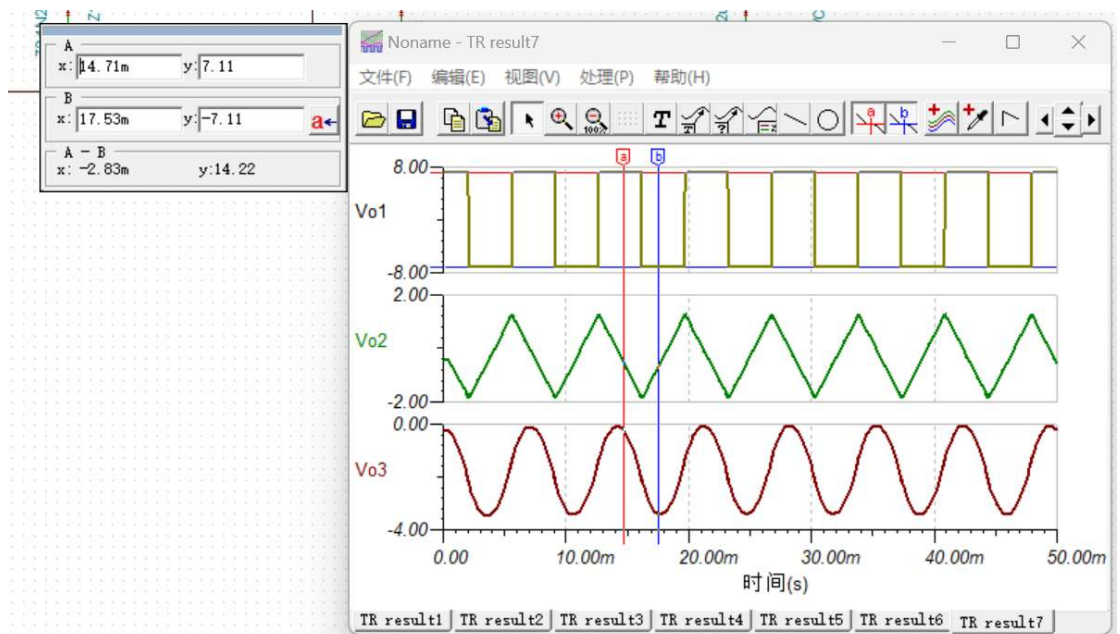 A
x: 14.71m y: 7.11
B
x: 17.53m y: -7.11 a←
A - B
x: -2.83m y:14.22
Noname - TR result7
文件(F) 编辑(E) 视图(V) 处理(P) 帮助(H)
100% T
a b
a b
8.00
Vo1
-8.00
2.00
Vo2
-2.00
0.00
Vo3
-4.00
0.00 10.00m 20.00m 30.00m 40.00m 50.00m
时间(s)
TR result1 TR result2 TR result3 TR result4 TR result5 TR result6 TR result7